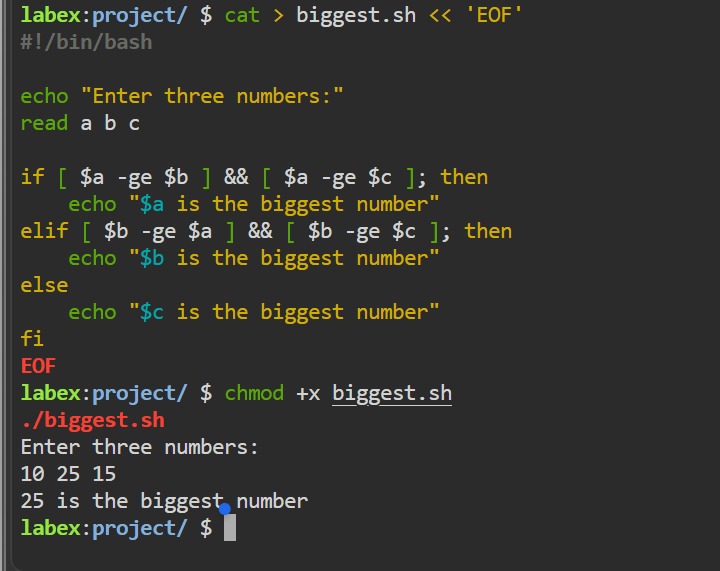 labex:project/ $ cat > biggest.sh << 'EOF'
#!/bin/bash

echo "Enter three numbers:"
read a b c

if [ $a -ge $b ] && [ $a -ge $c ]; then
    echo "$a is the biggest number"
elif [ $b -ge $a ] && [ $b -ge $c ]; then
    echo "$b is the biggest number"
else
    echo "$c is the biggest number"
fi
EOF
labex:project/ $ chmod +x biggest.sh
./biggest.sh
Enter three numbers:
10 25 15
25 is the biggest number
labex:project/ $